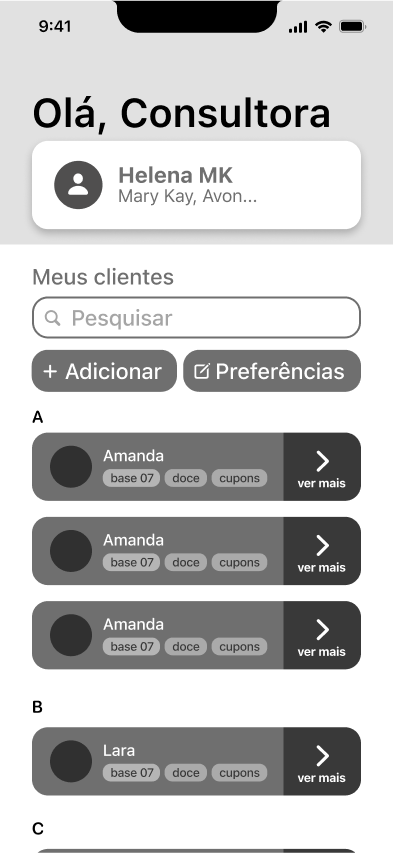 9:41
Olá, Consultora
Helena MK
Mary Kay, Avon...
Meus clientes
Pesquisar
+ Adicionar Preferências
A
Amanda
base 07 doce cupons
ver mais
Amanda
base 07 doce cupons
ver mais
Amanda
base 07 doce cupons
ver mais
B
Lara
base 07 doce cupons
ver mais
C